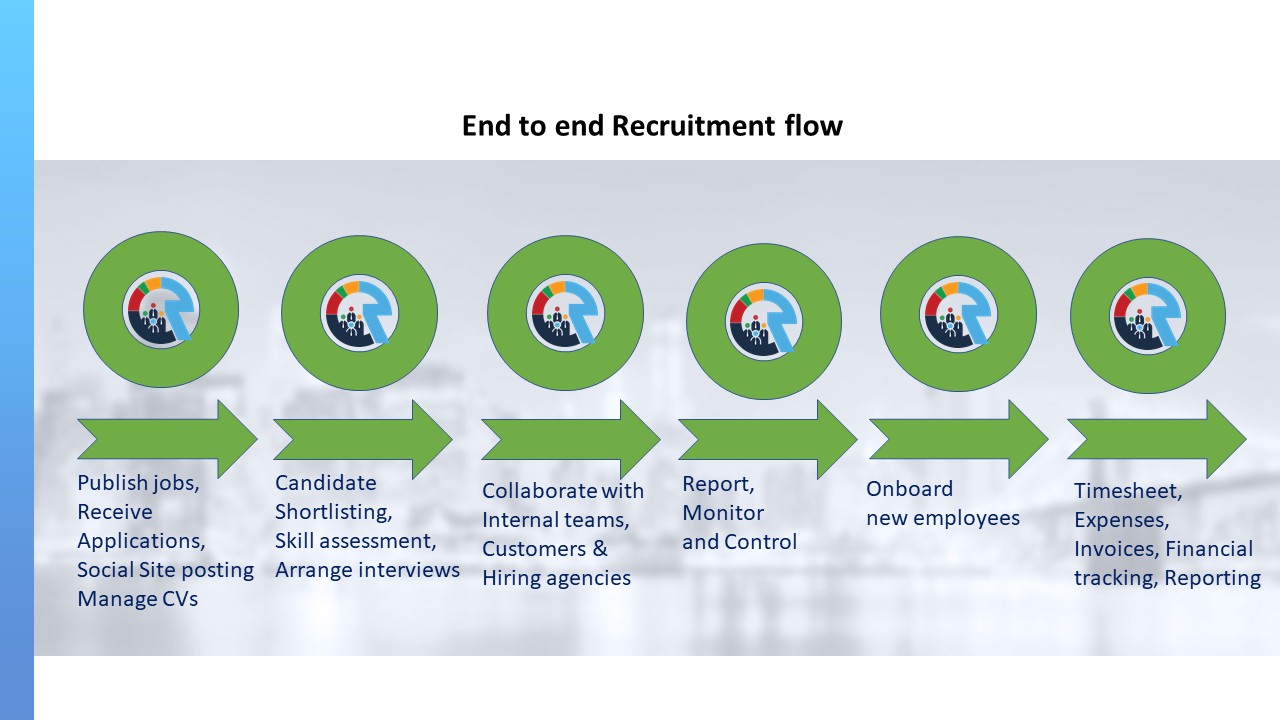 End to end Recruitment flow
Publish jobs,
Receive
Applications,
Social Site posting
Manage CVs
Candidate
Shortlisting,
Skill assessment,
Arrange interviews
Collaborate with
Internal teams,
Customers &
Hiring agencies
Report,
Monitor
and Control
Onboard
new employees
Timesheet,
Expenses,
Invoices, Financial
tracking, Reporting